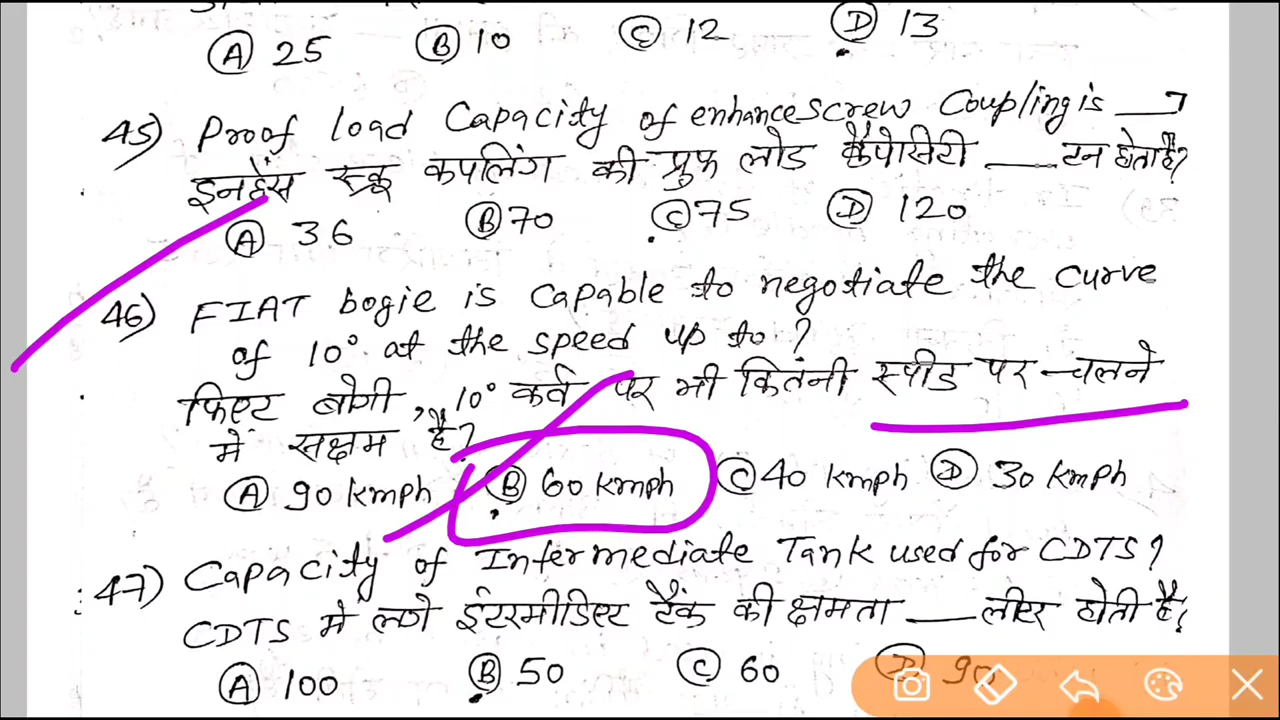 Ⓐ 25 Ⓑ 10 Ⓒ 12 Ⓓ 13
45) Proof load Capacity of enhance screw Coupling is ___?
इनहेंस स्क्रू कपलिंग की प्रुफ लोड कैपेसिटी ___ टन होता है?
Ⓐ 36 Ⓑ 70 Ⓒ 75 Ⓓ 120
46) FIAT bogie is capable to negotiate the curve
of 10° at the speed up to ?
फिएट बोगी, 10° कर्व पर भी कितनी स्पीड पर चलने
में सक्षम है?
Ⓐ 90 kmph Ⓑ 60 kmph Ⓒ 40 kmph Ⓓ 30 kmph
47) Capacity of Intermediate Tank used for CDTS?
CDTS मे लगे ईटरमीडिएट टैंक की क्षमता ___ लीटर होती है?
Ⓐ 100 Ⓑ 50 Ⓒ 60 Ⓓ 90